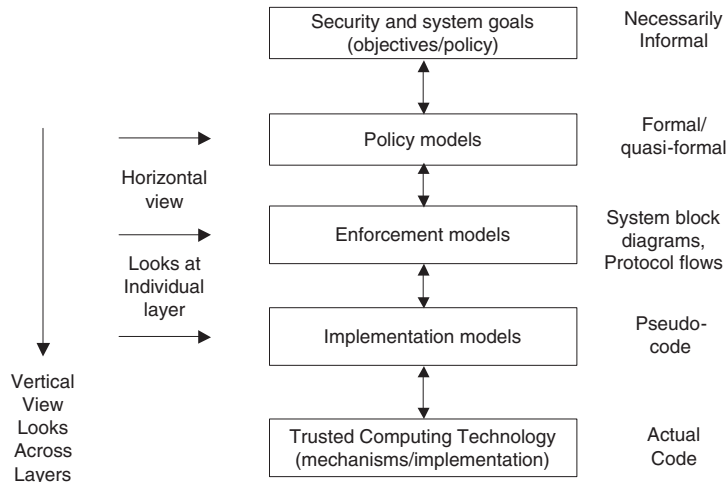 Security and system goals
(objectives/policy)
Necessarily
Informal
Policy models
Formal/
quasi-formal
Horizontal
view
Enforcement models
System block
diagrams,
Protocol flows
Looks at
Individual
layer
Implementation models
Pseudo-
code
Vertical
View
Looks
Across
Layers
Trusted Computing Technology
(mechanisms/implementation)
Actual
Code